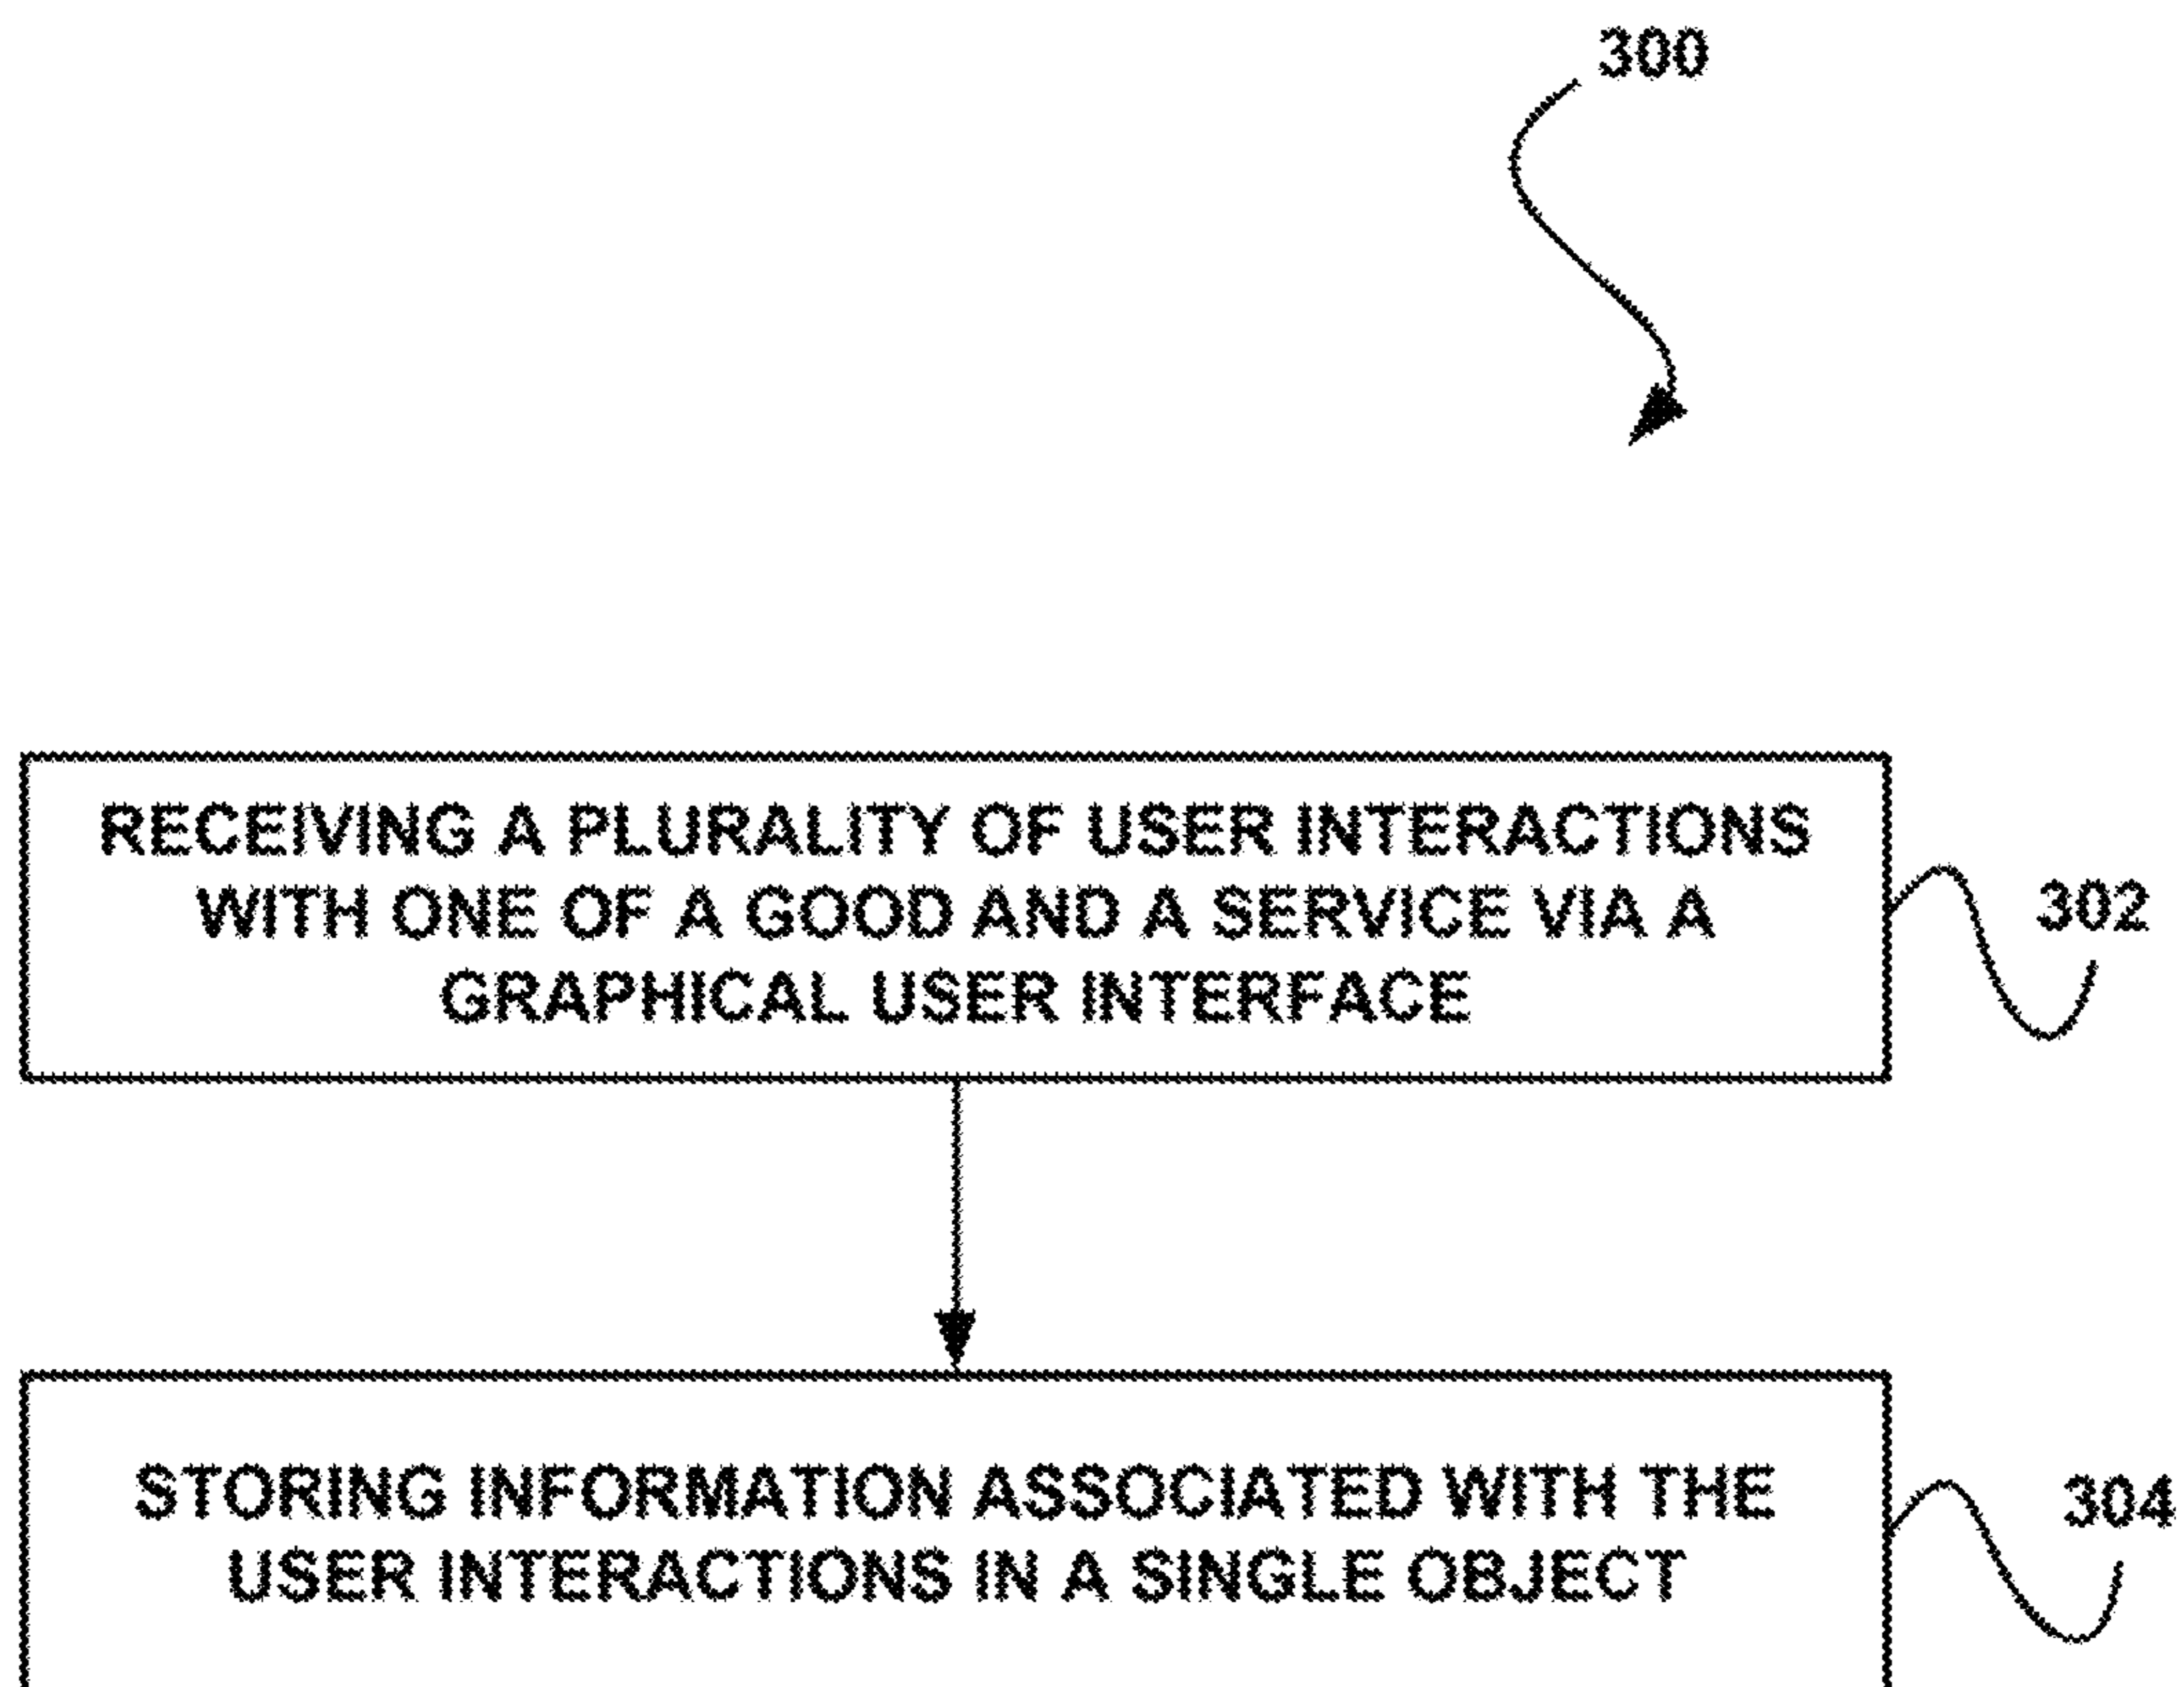 300
RECEIVING A PLURALITY OF USER INTERACTIONS
WITH ONE OF A GOOD AND A SERVICE VIA A
GRAPHICAL USER INTERFACE
302
STORING INFORMATION ASSOCIATED WITH THE
USER INTERACTIONS IN A SINGLE OBJECT
304